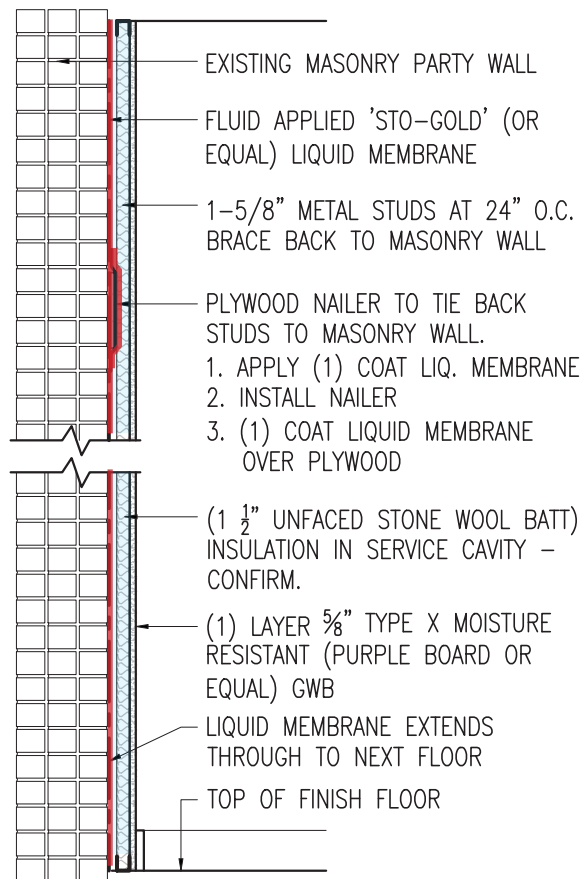 EXISTING MASONRY PARTY WALL
FLUID APPLIED 'STO-GOLD' (OR
EQUAL) LIQUID MEMBRANE
1-5/8" METAL STUDS AT 24" O.C.
BRACE BACK TO MASONRY WALL
PLYWOOD NAILER TO TIE BACK
STUDS TO MASONRY WALL.
1. APPLY (1) COAT LIQ. MEMBRANE
2. INSTALL NAILER
3. (1) COAT LIQUID MEMBRANE
OVER PLYWOOD
(1 1/2" UNFACED STONE WOOL BATT)
INSULATION IN SERVICE CAVITY -
CONFIRM.
(1) LAYER 5/8" TYPE X MOISTURE
RESISTANT (PURPLE BOARD OR
EQUAL) GWB
LIQUID MEMBRANE EXTENDS
THROUGH TO NEXT FLOOR
TOP OF FINISH FLOOR